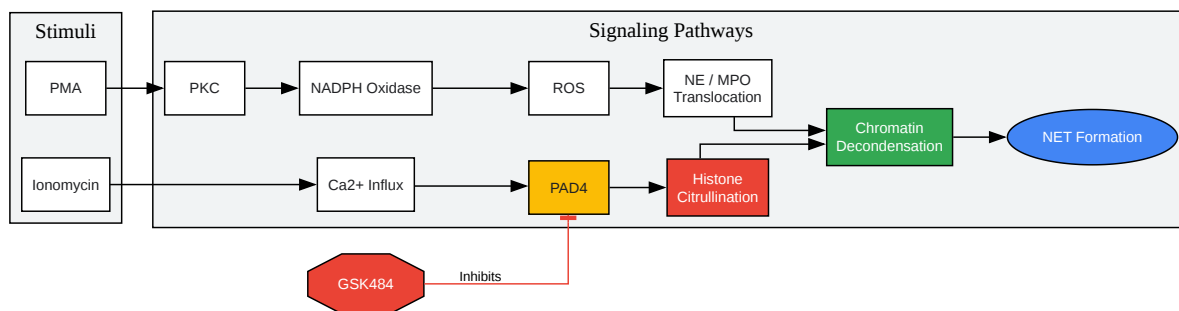 Stimuli
Signaling Pathways
PMA
PKC
NADPH Oxidase
ROS
NE / MPO
Translocation
Chromatin
Decondensation
NET Formation
Ionomycin
Ca2+ Influx
PAD4
Histone
Citrullination
GSK484
Inhibits